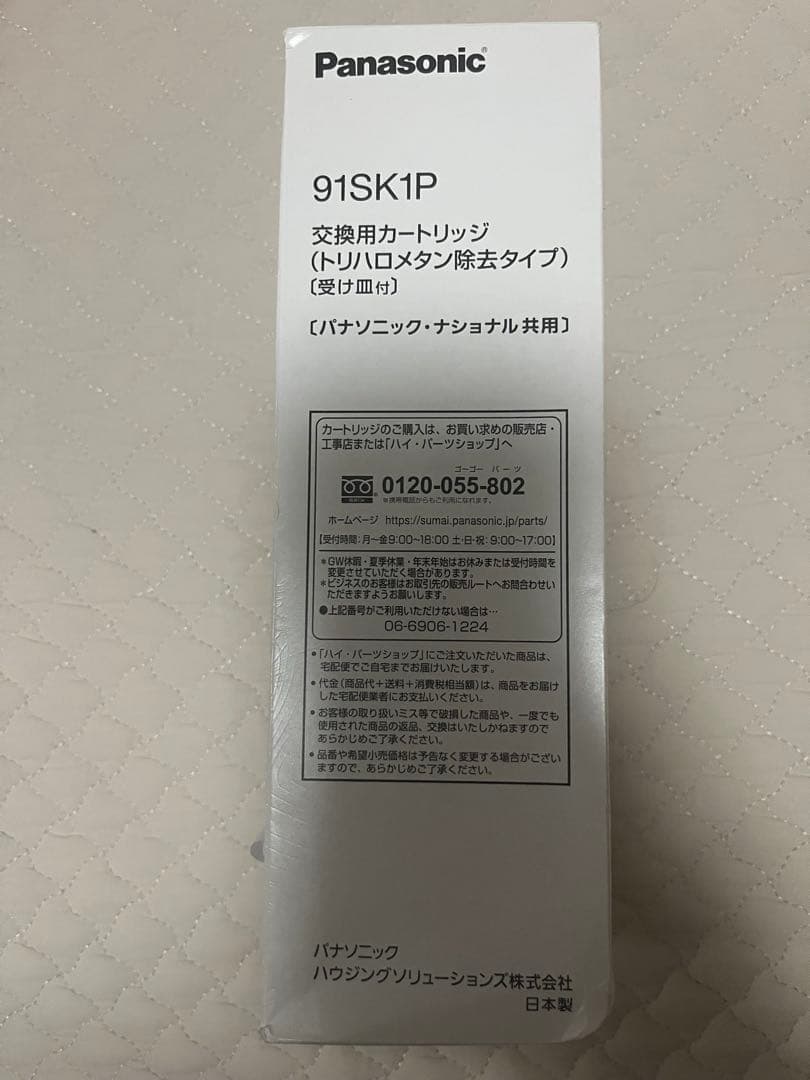 Panasonic®
91SK1P
交換用カートリッジ
(トリハロメタン除去タイプ)
〔受け皿付〕
〔パナソニック・ナショナル共用〕
カートリッジのご購入は、お買い求めの販売店・
工事店または「ハイ・パーツショップ」へ
ゴーゴー パーツ
0120-055-802
※携帯電話からもご利用になれます。
ホームページ https://sumai.panasonic.jp/parts/
【受付時間：月〜金9:00〜18:00 土・日・祝：9:00〜17:00】
＊GW休暇・夏季休業・年末年始はお休みまたは受付時間を
変更させていただく場合があります。
＊ビジネスのお客様はお取引先の販売ルートへお問合わせい
ただきますようお願いします。
●上記番号がご利用いただけない場合は…
06-6906-1224
●「ハイ・パーツショップ」にご注文いただいた商品は、
宅配便でご自宅までお届けいたします。
●代金(商品代＋送料＋消費税相当額)は、商品をお届け
した宅配便業者にお支払いください。
●お客様の取り扱いミス等で破損した商品や、一度でも
使用された商品の返品、交換はいたしかねますので
あらかじめご了承ください。
●品番や希望小売価格は予告なく変更する場合がござい
ますので、あらかじめご了承ください。
パナソニック
ハウジングソリューションズ株式会社
日本製